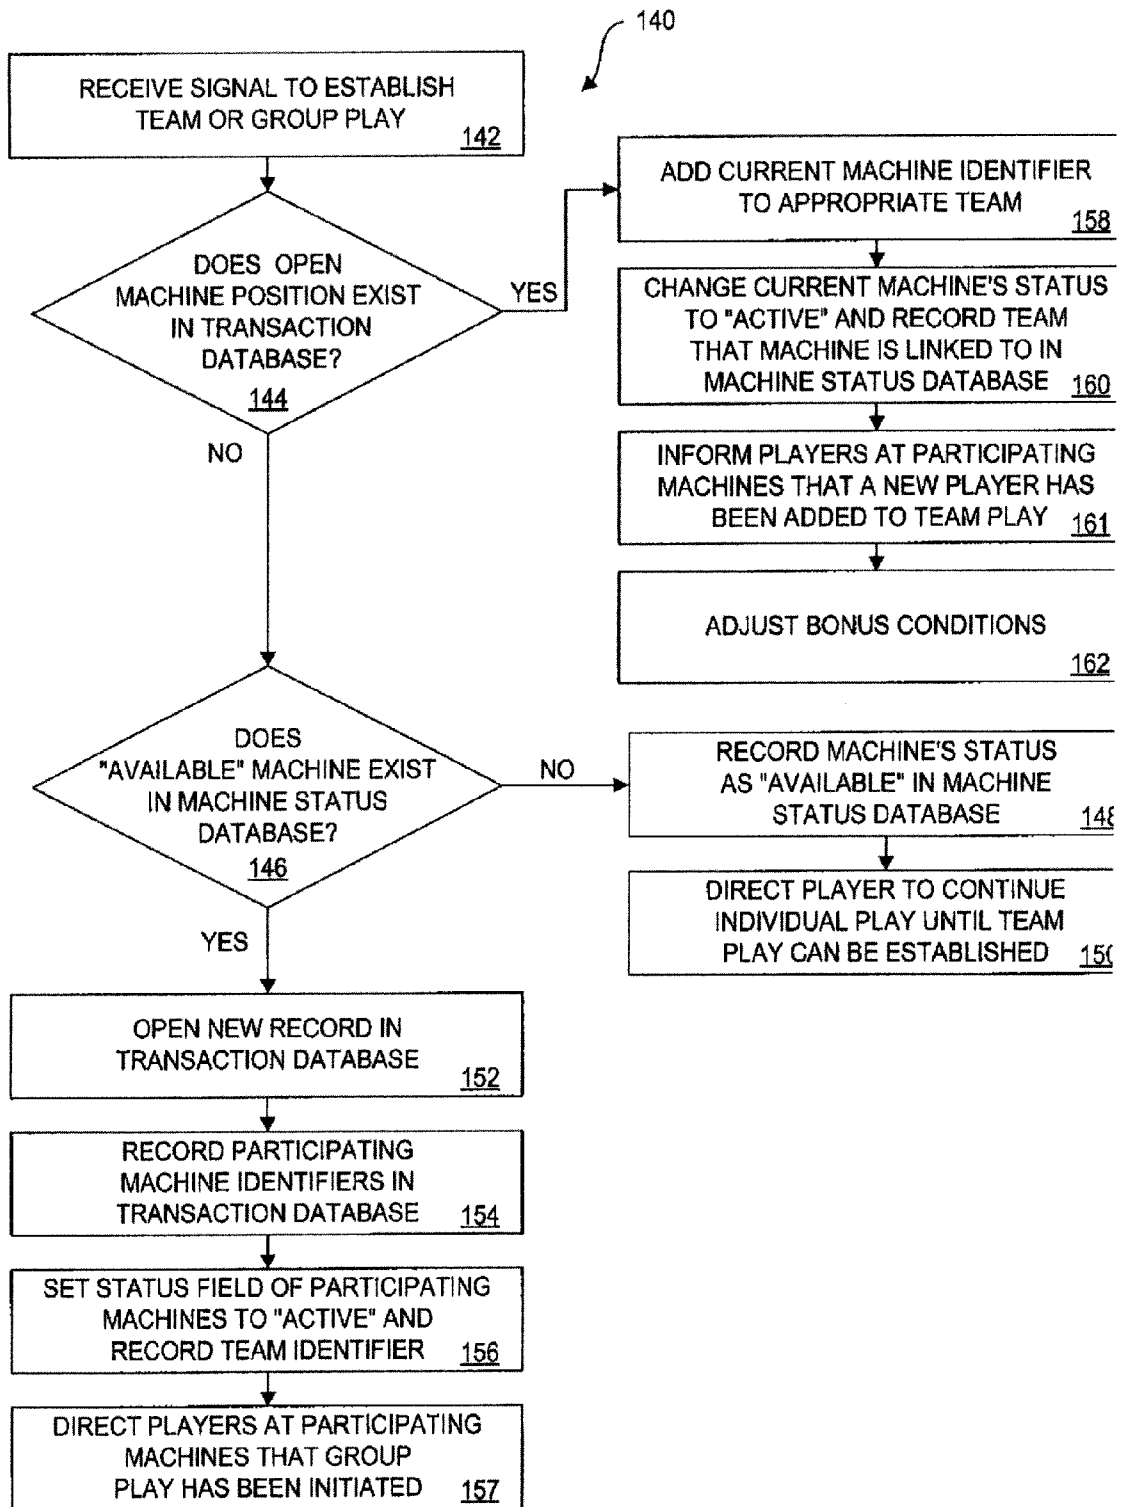 140
RECEIVE SIGNAL TO ESTABLISH
TEAM OR GROUP PLAY
142
DOES OPEN
MACHINE POSITION EXIST
IN TRANSACTION
DATABASE?
144
YES
NO
ADD CURRENT MACHINE IDENTIFIER
TO APPROPRIATE TEAM
158
CHANGE CURRENT MACHINE'S STATUS
TO "ACTIVE" AND RECORD TEAM
THAT MACHINE IS LINKED TO IN
MACHINE STATUS DATABASE
160
INFORM PLAYERS AT PARTICIPATING
MACHINES THAT A NEW PLAYER HAS
BEEN ADDED TO TEAM PLAY
161
ADJUST BONUS CONDITIONS
162
DOES
"AVAILABLE" MACHINE EXIST
IN MACHINE STATUS
DATABASE?
146
NO
YES
RECORD MACHINE'S STATUS
AS "AVAILABLE" IN MACHINE
STATUS DATABASE
148
DIRECT PLAYER TO CONTINUE
INDIVIDUAL PLAY UNTIL TEAM
PLAY CAN BE ESTABLISHED
150
OPEN NEW RECORD IN
TRANSACTION DATABASE
152
RECORD PARTICIPATING
MACHINE IDENTIFIERS IN
TRANSACTION DATABASE
154
SET STATUS FIELD OF PARTICIPATING
MACHINES TO "ACTIVE" AND
RECORD TEAM IDENTIFIER
156
DIRECT PLAYERS AT PARTICIPATING
MACHINES THAT GROUP
PLAY HAS BEEN INITIATED
157